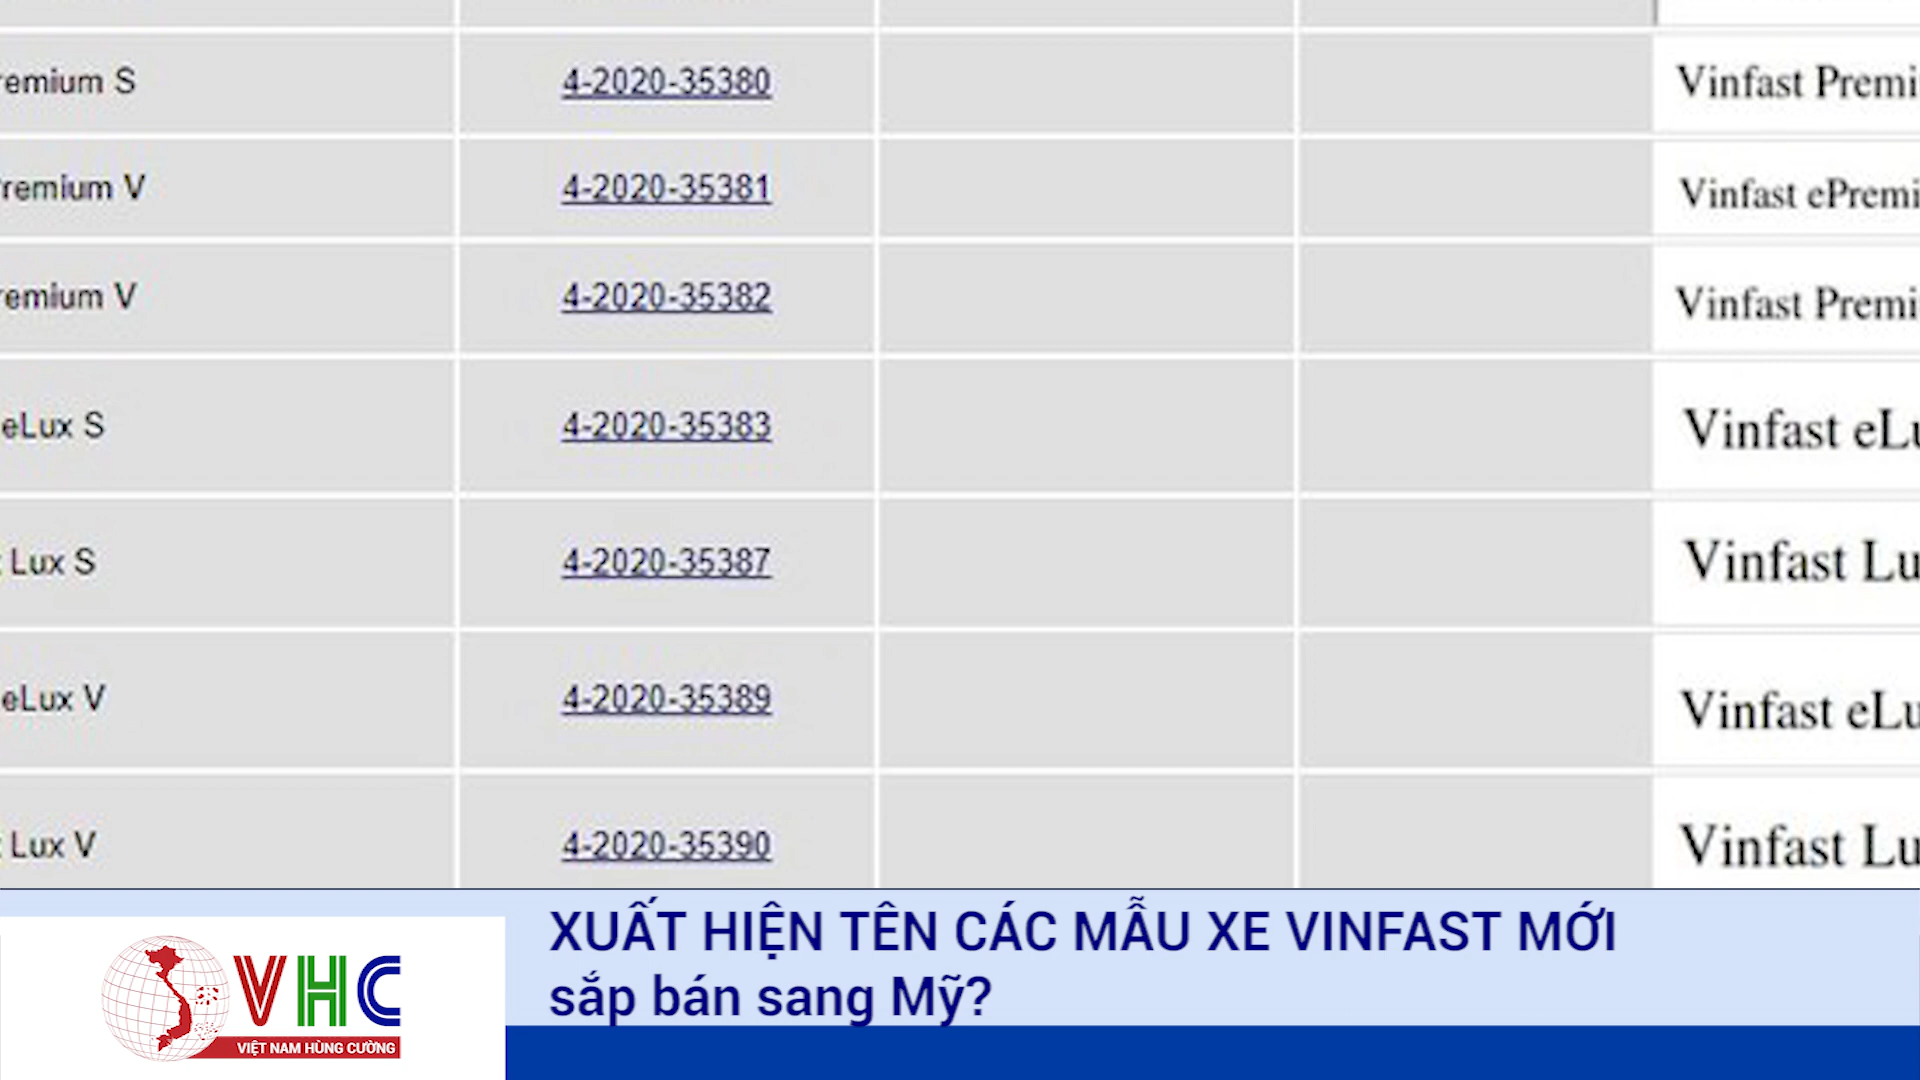 emium S 4-2020-35380 Vinfast Premi
remium V 4-2020-35381 Vinfast ePremi
emium V 4-2020-35382 Vinfast Premi
eLux S 4-2020-35383 Vinfast eLu
Lux S 4-2020-35387 Vinfast Lu
eLux V 4-2020-35389 Vinfast eLu
Lux V 4-2020-35390 Vinfast Lu
XUẤT HIỆN TÊN CÁC MẪU XE VINFAST MỚI
sắp bán sang Mỹ?
VHC
VIỆT NAM HÙNG CƯỜNG